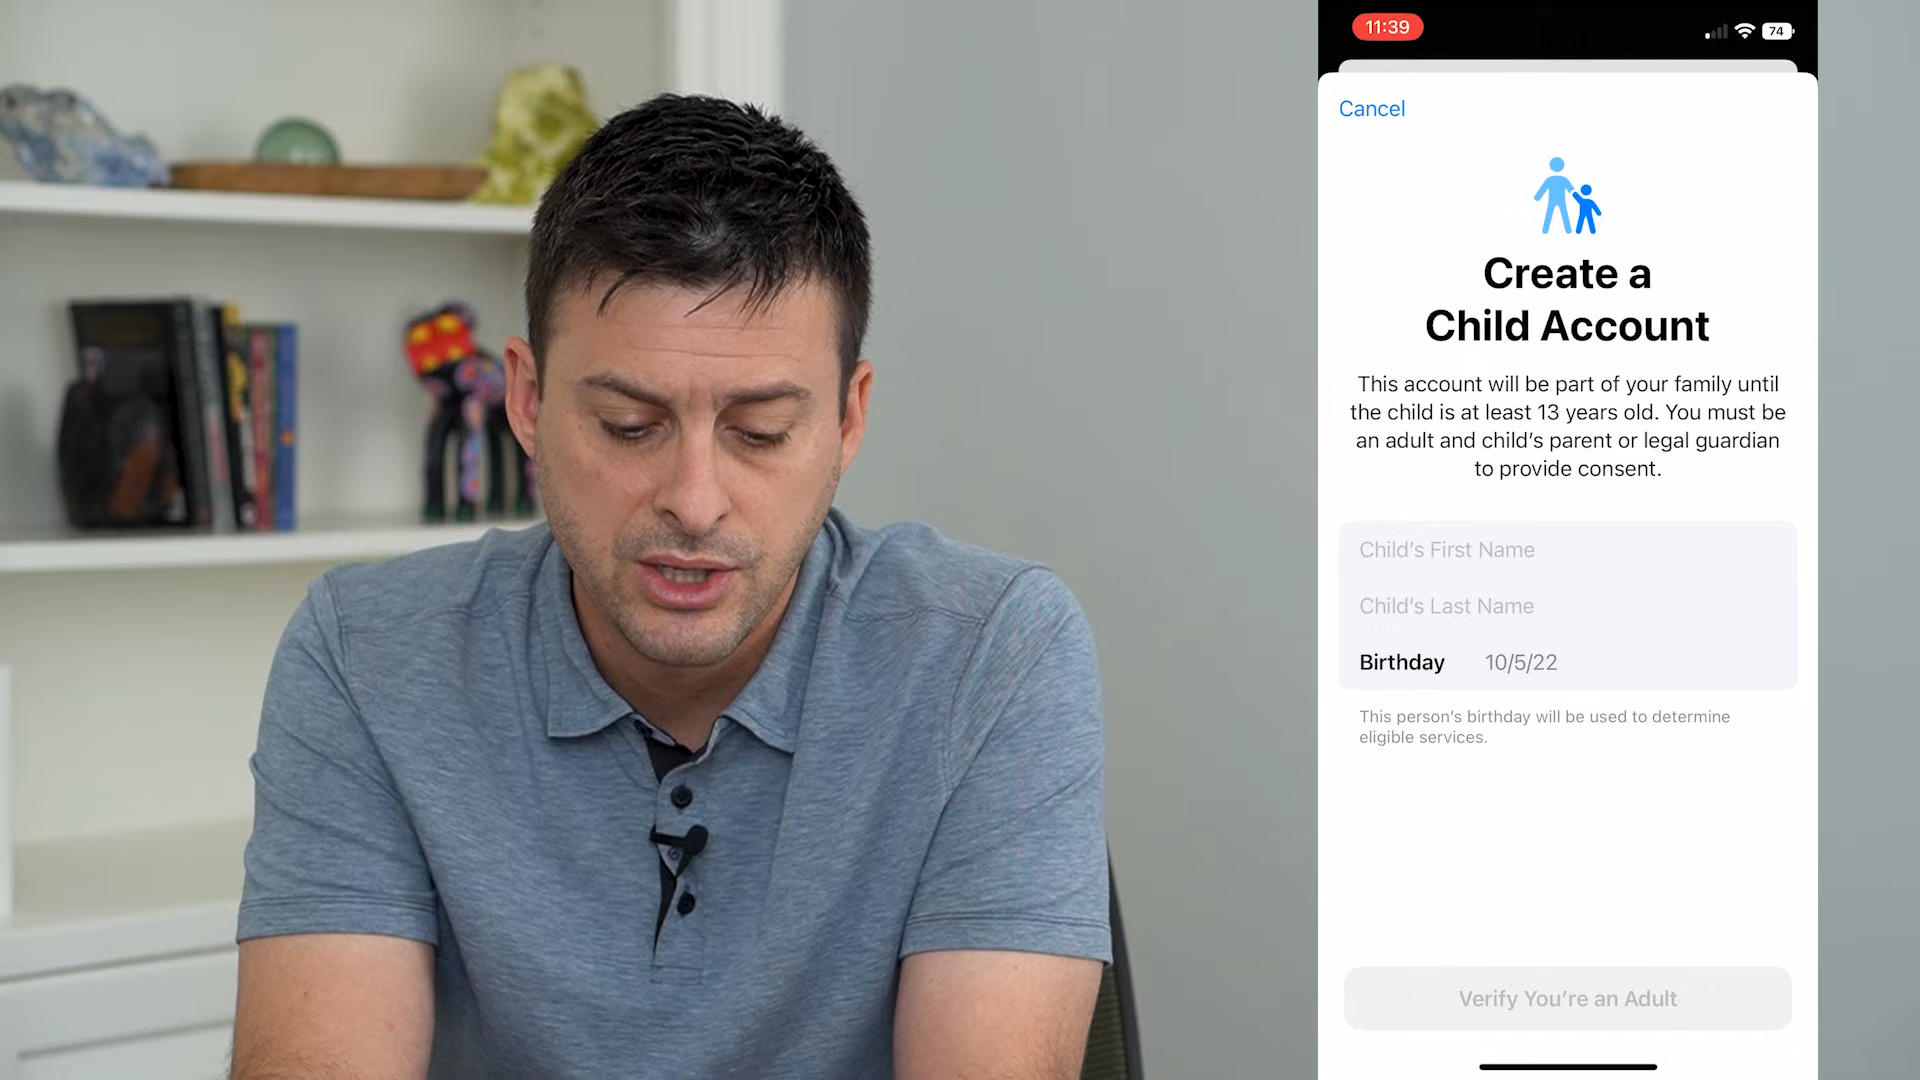 11:39
74
Cancel
Create a
Child Account
This account will be part of your family until
the child is at least 13 years old. You must be
an adult and child’s parent or legal guardian
to provide consent.
Child’s First Name
Child’s Last Name
Birthday 10/5/22
This person’s birthday will be used to determine
eligible services.
Verify You’re an Adult